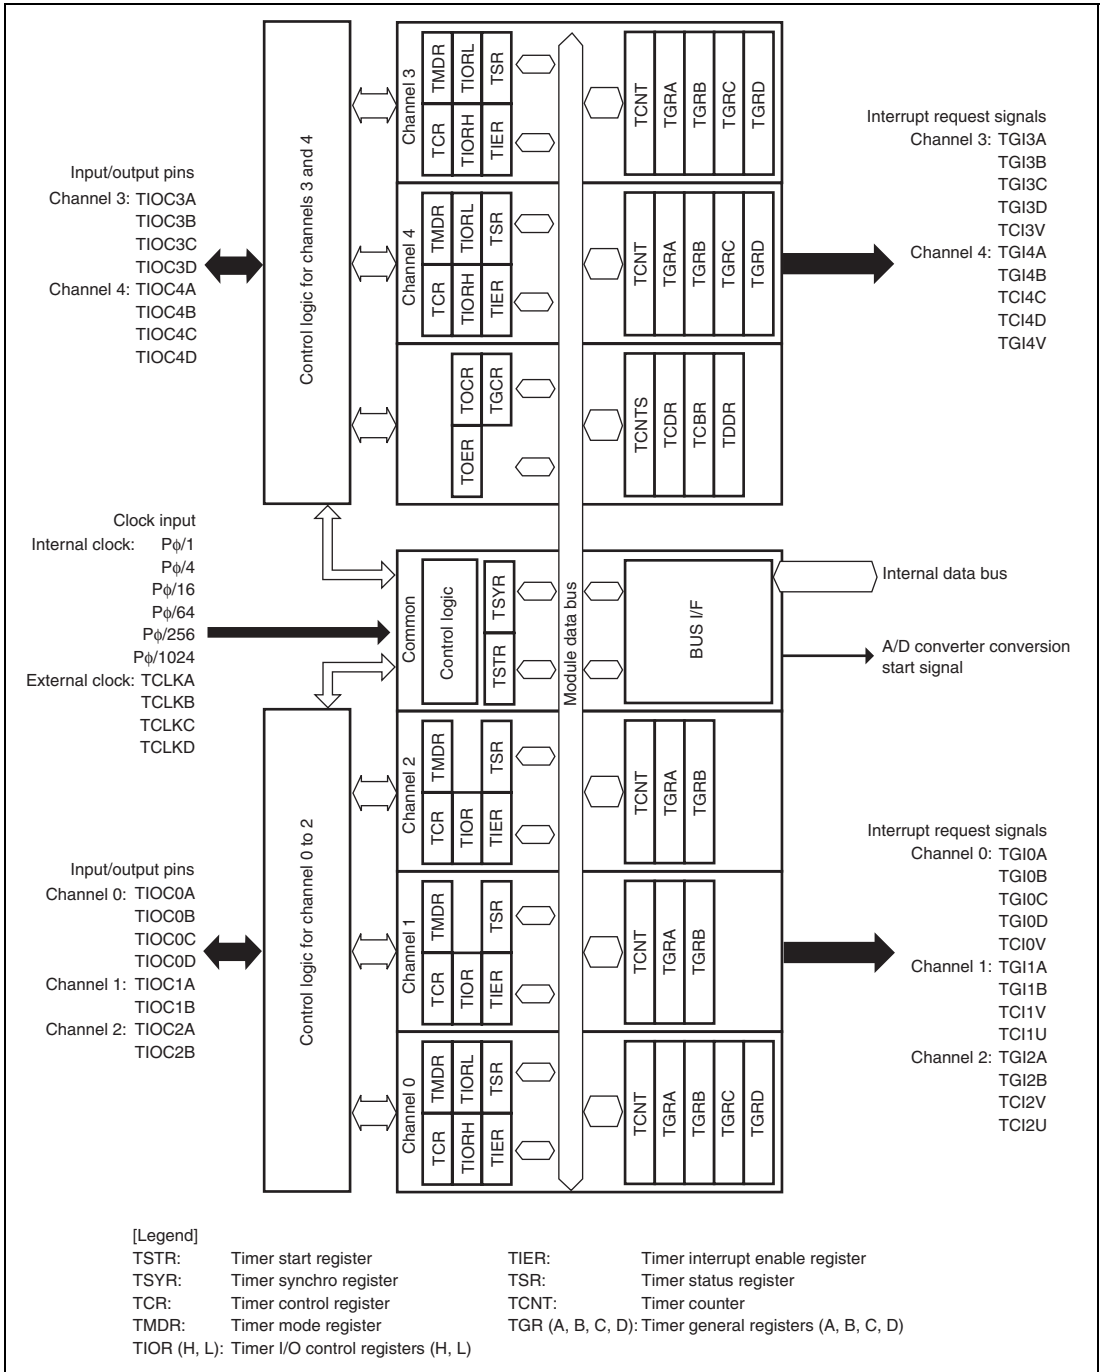 Channel 3
TMDR
TIORL
TSR
TCR
TIORH
TIER
TCNT
TGRA
TGRB
TGRC
TGRD
Control logic for channels 3 and 4
Input/output pins
Channel 3: TIOC3A
TIOC3B
TIOC3C
TIOC3D
Channel 4: TIOC4A
TIOC4B
TIOC4C
TIOC4D
Interrupt request signals
Channel 3: TGI3A
TGI3B
TGI3C
TGI3D
TCI3V
Channel 4: TGI4A
TGI4B
TCI4C
TCI4D
TGI4V
Channel 4
TMDR
TIORL
TSR
TCR
TIORH
TIER
TCNT
TGRA
TGRB
TGRC
TGRD
TOCR
TGCR
TOER
TCNTS
TCDR
TCBR
TDDR
Clock input
Internal clock: Pϕ/1
Pϕ/4
Pϕ/16
Pϕ/64
Pϕ/256
Pϕ/1024
External clock: TCLKA
TCLKB
TCLKC
TCLKD
Common
Control logic
TSYR
TSTR
Module data bus
BUS I/F
Internal data bus
A/D converter conversion
start signal
Channel 2
TMDR
TSR
TCR
TIOR
TIER
TCNT
TGRA
TGRB
Control logic for channel 0 to 2
Input/output pins
Channel 0: TIOC0A
TIOC0B
TIOC0C
TIOC0D
Channel 1: TIOC1A
TIOC1B
Channel 2: TIOC2A
TIOC2B
Channel 1
TMDR
TSR
TCR
TIOR
TIER
TCNT
TGRA
TGRB
Interrupt request signals
Channel 0: TGI0A
TGI0B
TGI0C
TGI0D
TCI0V
Channel 1: TGI1A
TGI1B
TCI1V
TCI1U
Channel 2: TGI2A
TGI2B
TCI2V
TCI2U
Channel 0
TMDR
TIORL
TSR
TCR
TIORH
TIER
TCNT
TGRA
TGRB
TGRC
TGRD
[Legend]
TSTR: Timer start register
TSYR: Timer synchro register
TCR: Timer control register
TMDR: Timer mode register
TIOR (H, L): Timer I/O control registers (H, L)
TIER: Timer interrupt enable register
TSR: Timer status register
TCNT: Timer counter
TGR (A, B, C, D): Timer general registers (A, B, C, D)